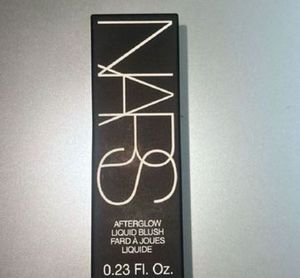 NARS
AFTERGLOW
LIQUID BLUSH
FARD À JOUES
LIQUIDE
0.23 Fl. Oz.